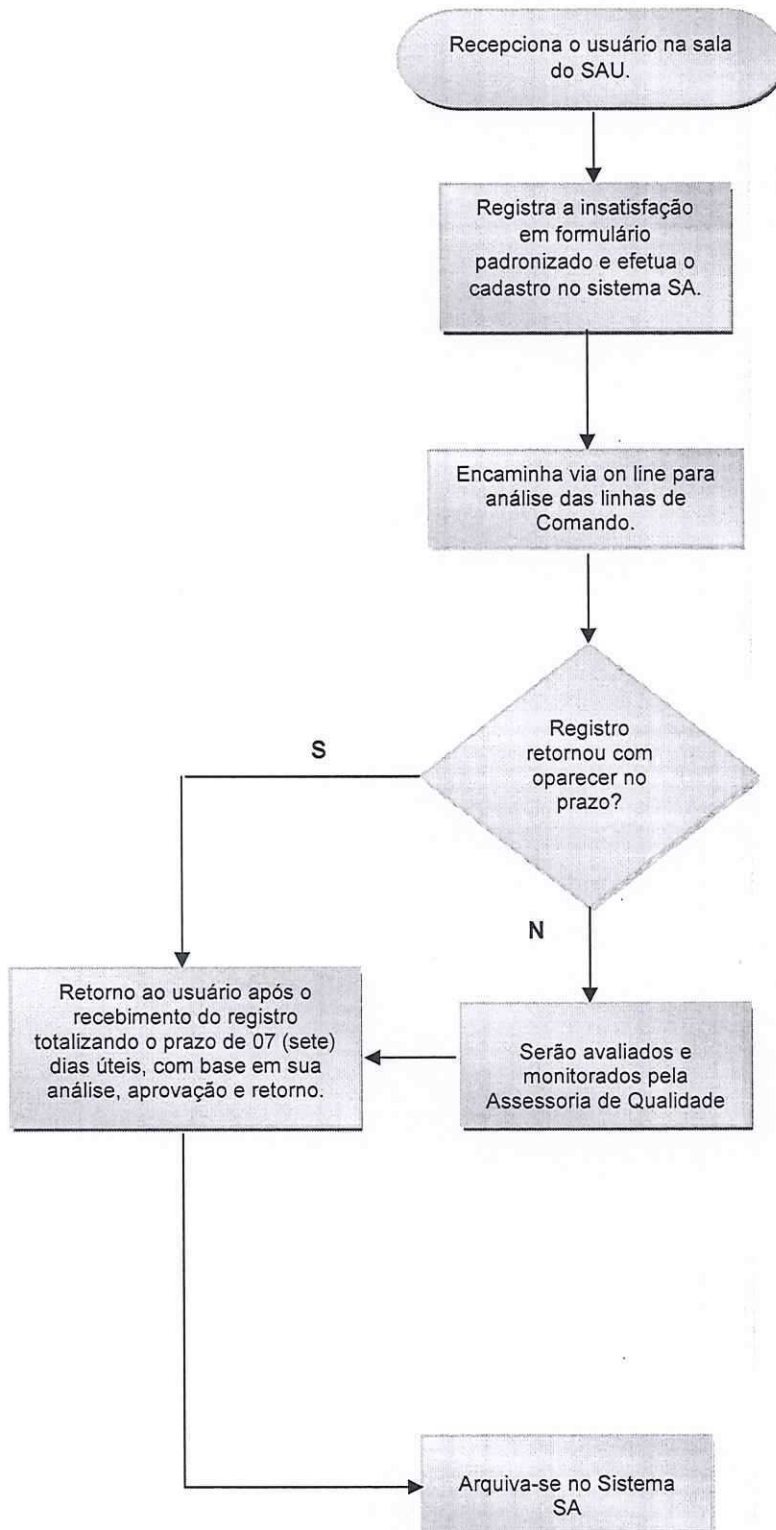 Recepciona o usuário na sala
do SAU.
Registra a insatisfação
em formulário
padronizado e efetua o
cadastro no sistema SA.
Encaminha via on line para
análise das linhas de
Comando.
Registro
retornou com
oparecer no
prazo?
S
N
Retorno ao usuário após o
recebimento do registro
totalizando o prazo de 07 (sete)
dias úteis, com base em sua
análise, aprovação e retorno.
Serão avaliados e
monitorados pela
Assessoria de Qualidade
Arquiva-se no Sistema
SA